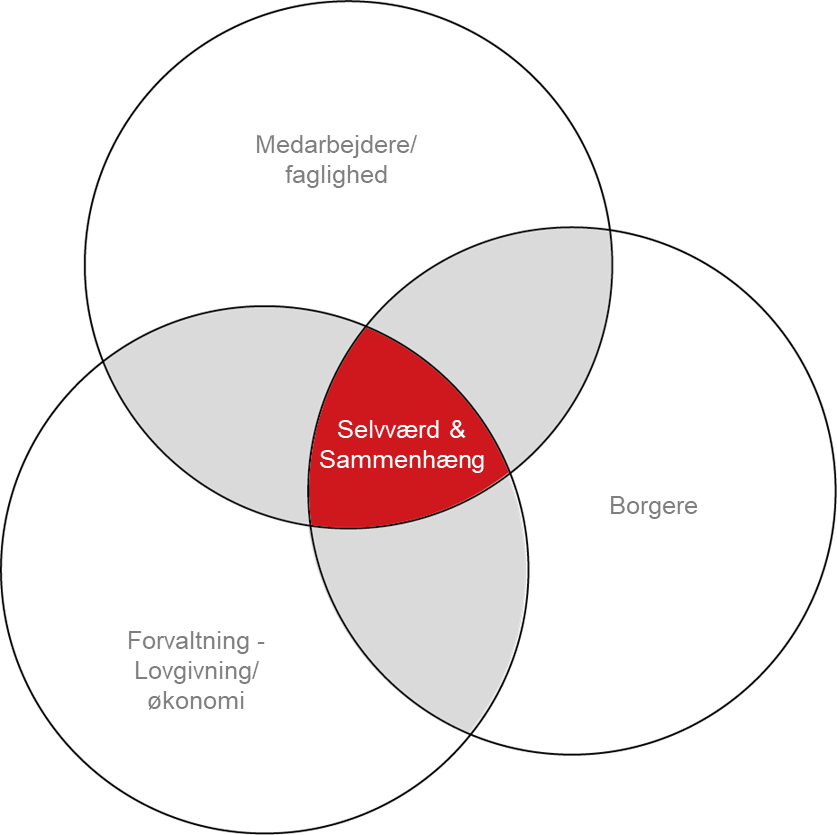 Medarbejdere/
faglighed
Selvværd &
Sammenhæng
Borgere
Forvaltning -
Lovgivning/
økonomi